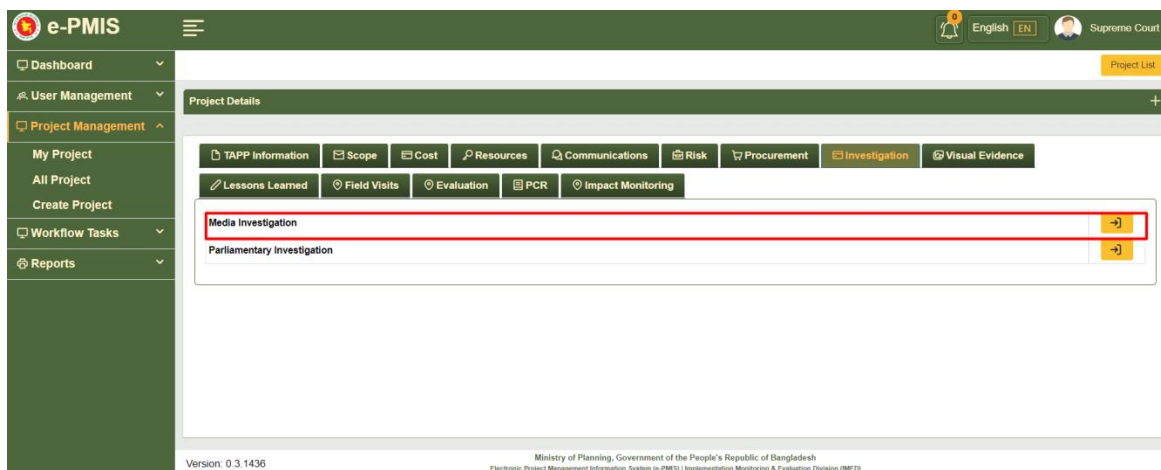 e-PMIS
0
English EN
Supreme Court
Dashboard
Project List
User Management
Project Details
Project Management
My Project
All Project
Create Project
Workflow Tasks
Reports
TAPP Information Scope Cost Resources Communications Risk Procurement Investigation Visual Evidence
Lessons Learned Field Visits Evaluation PCR Impact Monitoring
Media Investigation
Parliamentary Investigation
Version: 0.3.1436
Ministry of Planning, Government of the People's Republic of Bangladesh
Electronic Project Management Information System (e-PMIS) | Implementation Monitoring & Evaluation Division (IMED)